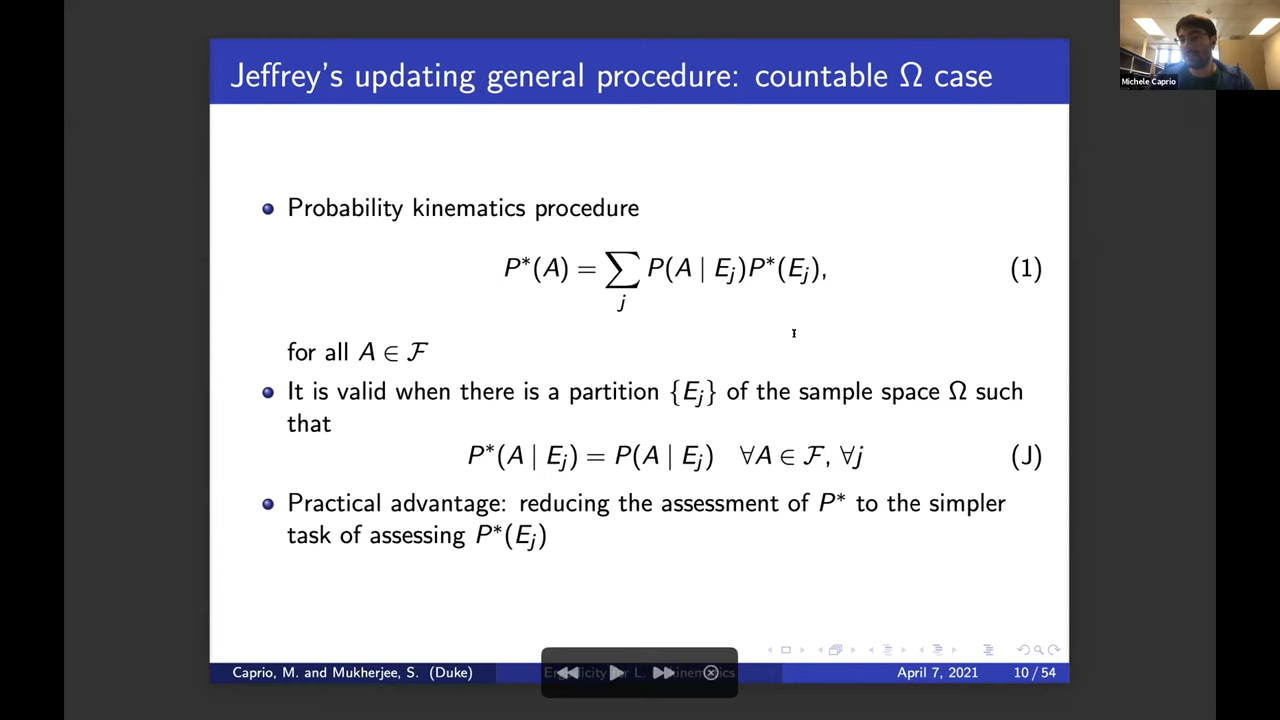 Jeffrey's updating general procedure: countable Ω case
Michele Caprio
Probability kinematics procedure
P*(A) = ∑_j P(A | E_j)P*(E_j), (1)
for all A ∈ ℱ
It is valid when there is a partition {E_j} of the sample space Ω such
that
P*(A | E_j) = P(A | E_j) ∀A ∈ ℱ, ∀j (J)
Practical advantage: reducing the assessment of P* to the simpler
task of assessing P*(E_j)
Caprio, M. and Mukherjee, S. (Duke)
April 7, 2021
10 / 54